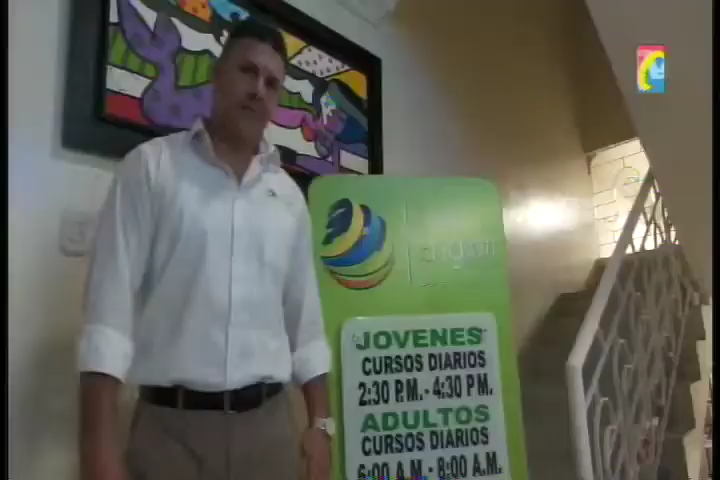 JOVENES
CURSOS DIARIOS
2:30 P.M.- 4:30 P.M.
ADULTOS
CURSOS DIARIOS
6:00 A.M. - 8:00 A.M.